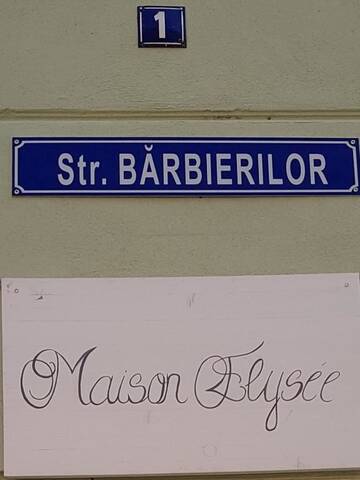 1
Str. BĂRBIERILOR
Maison Elysée